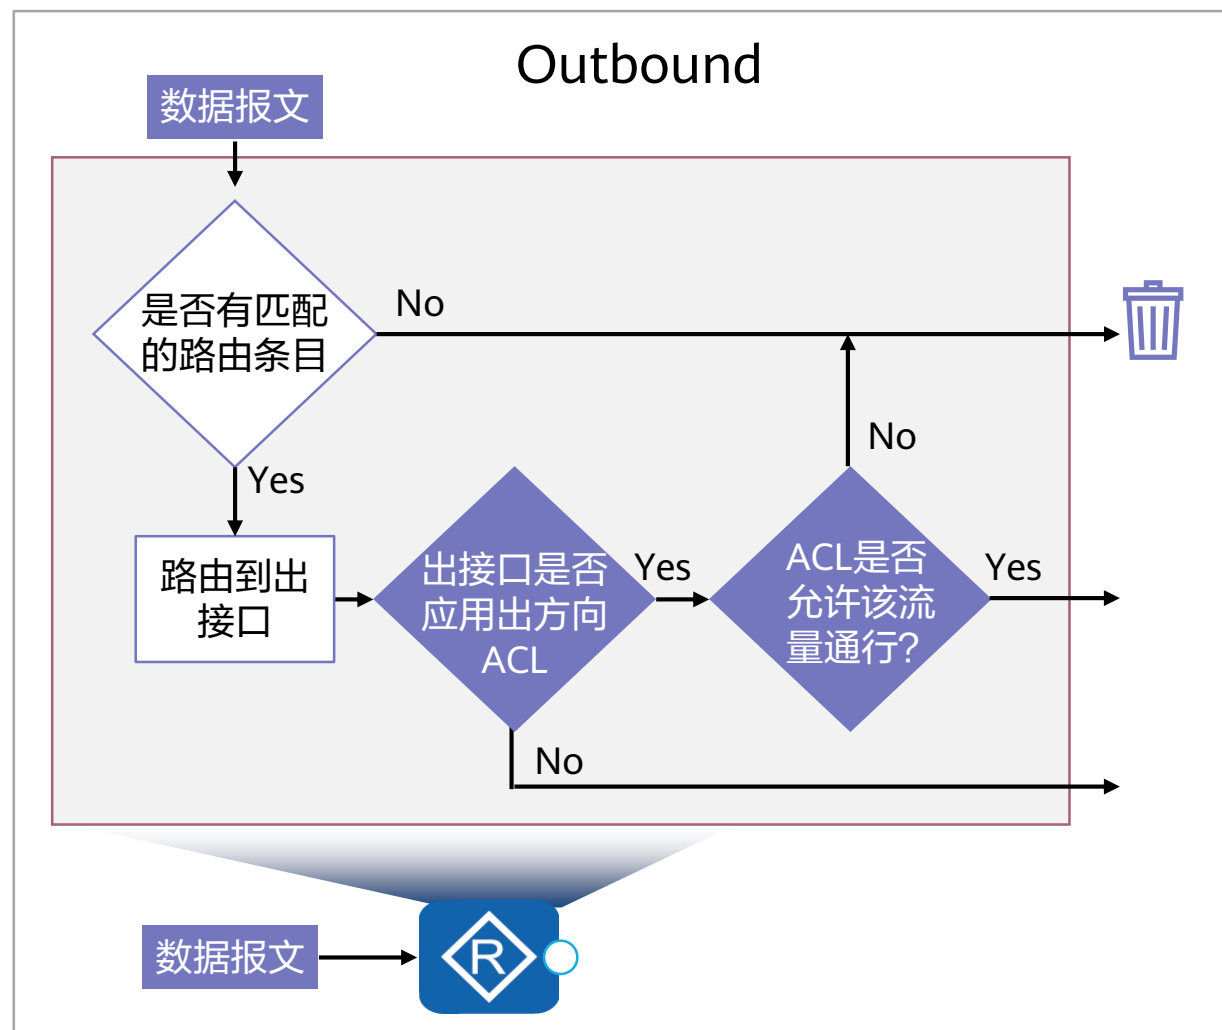 Outbound
数据报文
是否有匹配
的路由条目
No
No
Yes
路由到出
接口
出接口是否
应用出方向
ACL
Yes
ACL是否
允许该流
量通行?
Yes
No
数据报文
R